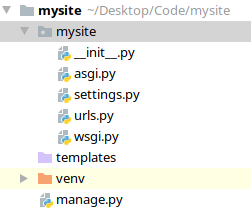 mysite ~/Desktop/Code/mysite
mysite
__init__.py
asgi.py
settings.py
urls.py
wsgi.py
templates
venv
manage.py